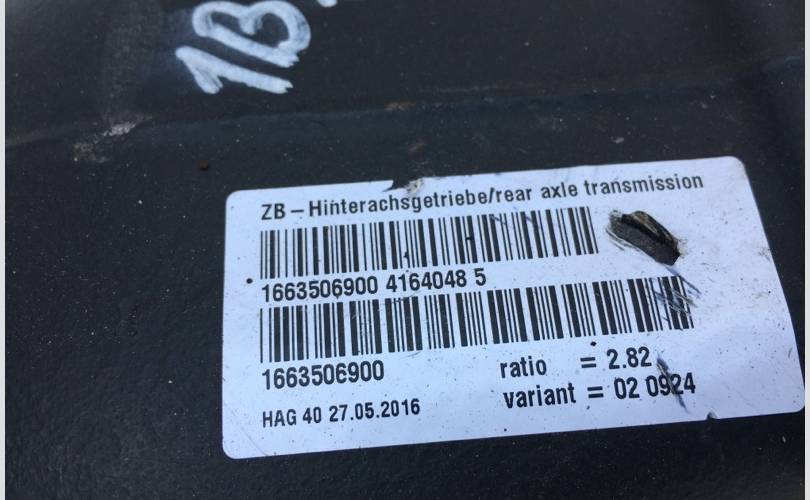 1B
ZB – Hinterachsgetriebe/rear axle transmission
1663506900 4164048 5
1663506900
ratio = 2.82
variant = 02 0924
HAG 40 27.05.2016